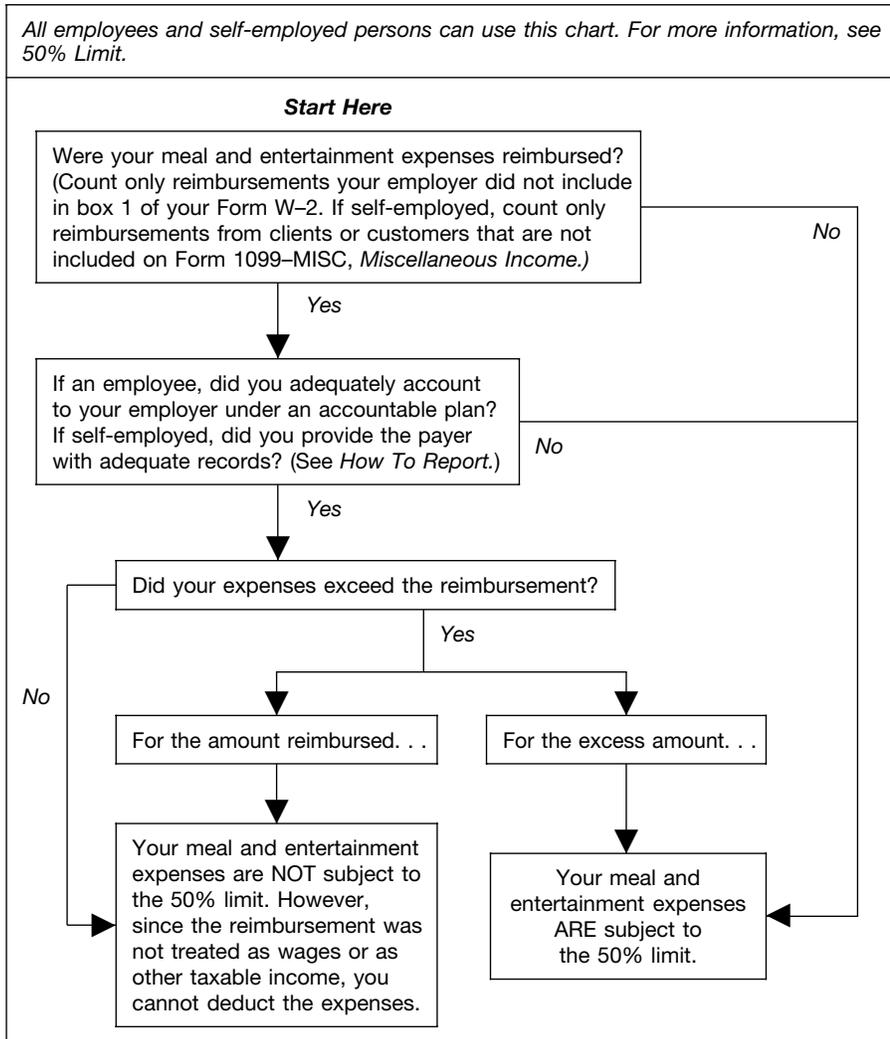 All employees and self-employed persons can use this chart. For more information, see
50% Limit.
Start Here
Were your meal and entertainment expenses reimbursed?
(Count only reimbursements your employer did not include
in box 1 of your Form W–2. If self-employed, count only
reimbursements from clients or customers that are not
included on Form 1099–MISC, Miscellaneous Income.)
No
Yes
If an employee, did you adequately account
to your employer under an accountable plan?
If self-employed, did you provide the payer
with adequate records? (See How To Report.)
No
Yes
Did your expenses exceed the reimbursement?
Yes
No
For the amount reimbursed. . .
For the excess amount. . .
Your meal and entertainment
expenses are NOT subject to
the 50% limit. However,
since the reimbursement was
not treated as wages or as
other taxable income, you
cannot deduct the expenses.
Your meal and
entertainment expenses
ARE subject to
the 50% limit.